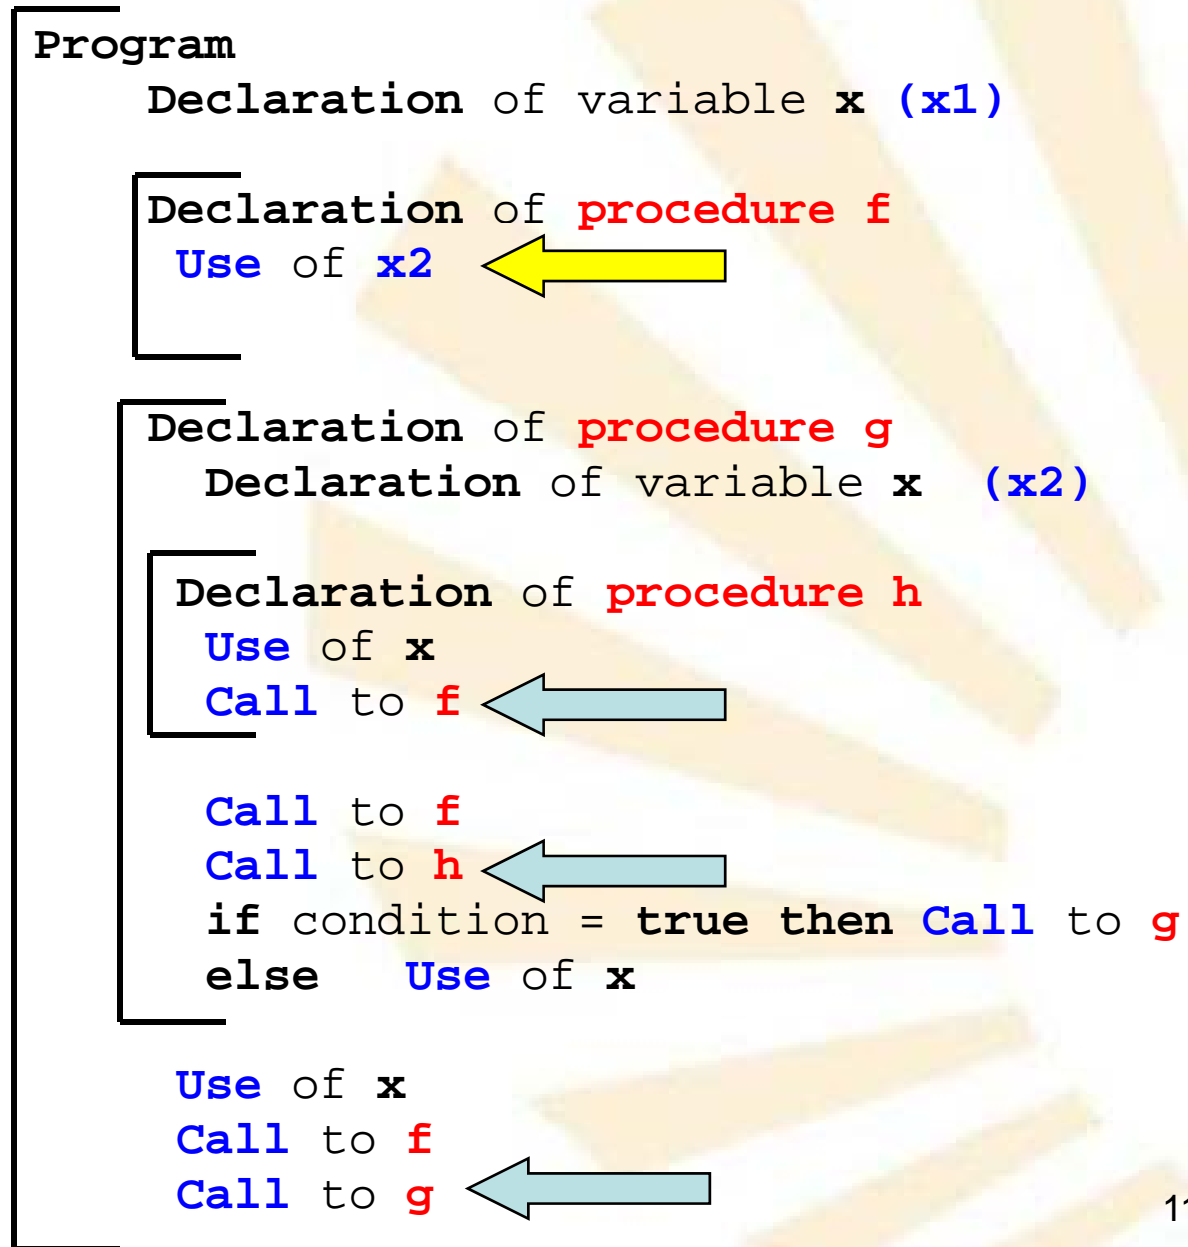 Program
Declaration of variable x (x1)
Declaration of procedure f
Use of x2
Declaration of procedure g
Declaration of variable x (x2)
Declaration of procedure h
Use of x
Call to f
Call to f
Call to h
if condition = true then Call to g
else Use of x
Use of x
Call to f
Call to g
11